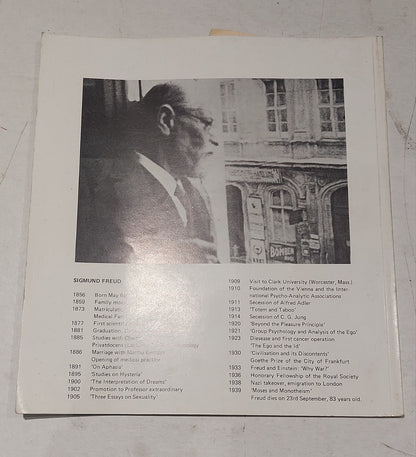 BOMBEN
SIGMUND FREUD
1856 Born May
1859 Family
1873 Matriculat
Medical
1877 First scientific
1881 Graduation,
1885 Studies with
Privatdocent
1886 Marriage with Martha
Opening of medical practise
1891 'On Aphasia'
1895 'Studies on Hysteria'
1900 'The Interpretation of Dreams'
1902 Promotion to Professor extraordinary
1905 'Three Essays on Sexuality'
1909 Visit to Clark University (Worcester, Mass.)
1910 Foundation of the Vienna and the Inter-
national Psycho-Analytic Associations
1911 Secession of Alfred Adler
1913 'Totem and Taboo'
1914 Secession of C. G. Jung
1920 'Beyond the Pleasure Principle'
1921 'Group Psychology and Analysis of the Ego'
1923 Disease and first cancer operation
'The Ego and the Id'
1930 'Civilisation and its Discontents'
Goethe Prize of the City of Frankfurt
1933 Freud and Einstein: 'Why War?'
1936 Honorary Fellowship of the Royal Society
1938 Nazi takeover, emigration to London
1939 'Moses and Monotheism'
Freud dies on 23rd September, 83 years old.